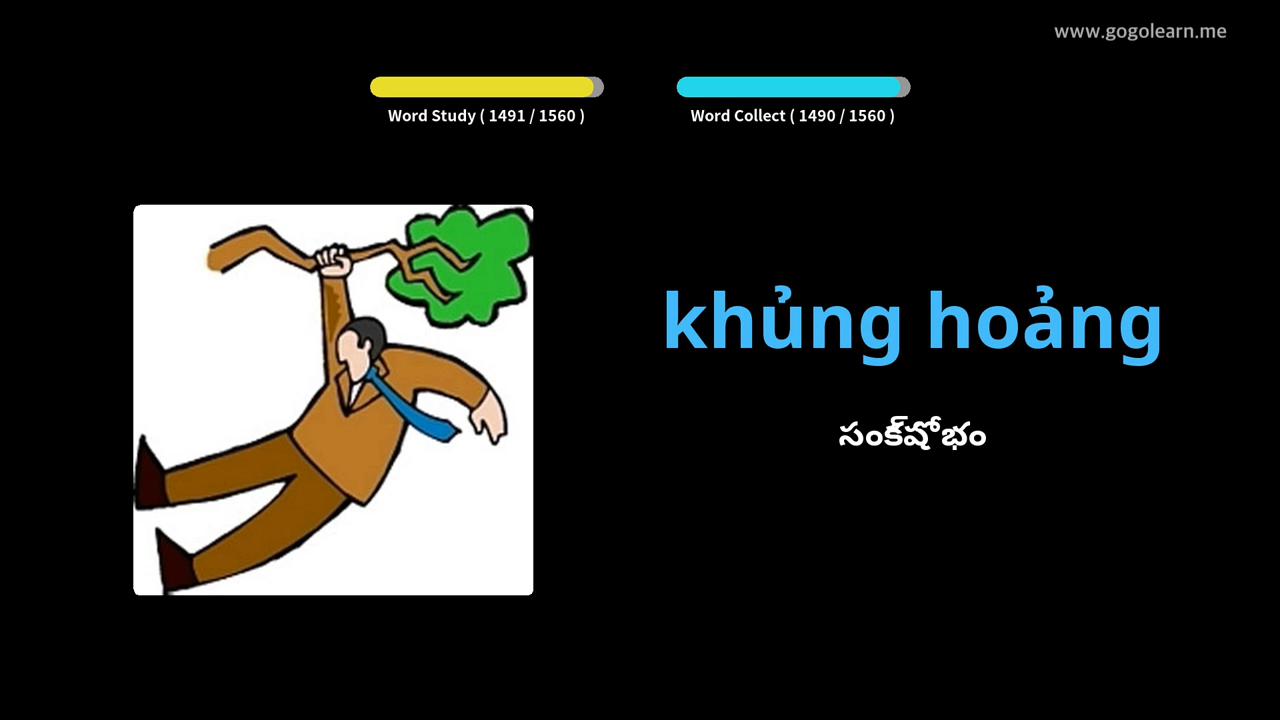 www.gogolearn.me
Word Study ( 1491 / 1560 )
Word Collect ( 1490 / 1560 )
khủng hoảng
సంక్‌షోభం